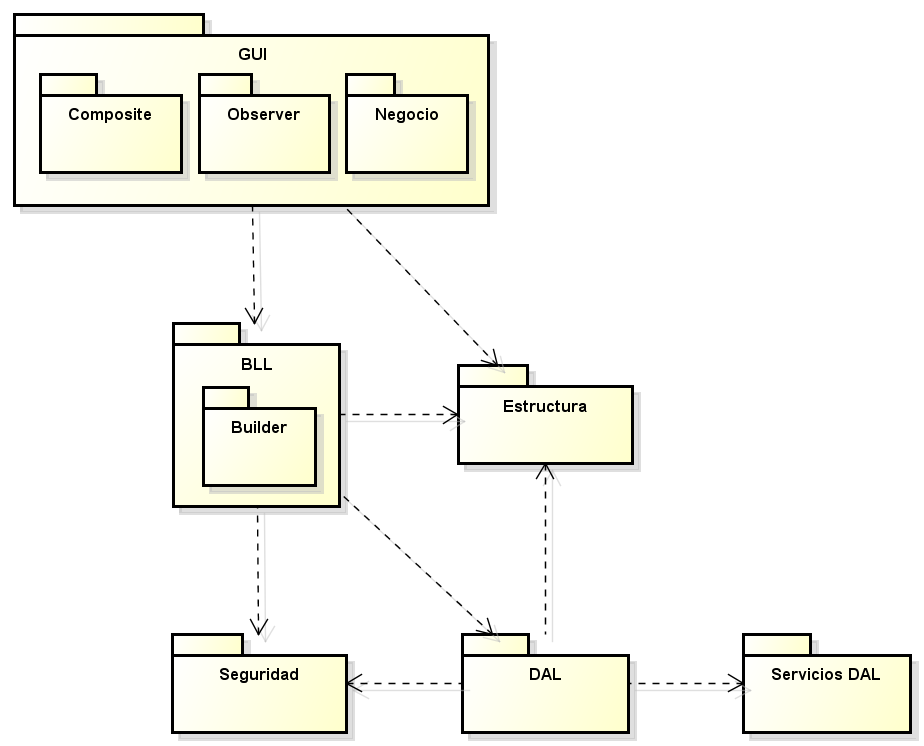 GUI
Composite
Observer
Negocio
BLL
Builder
Estructura
Seguridad
DAL
Servicios DAL